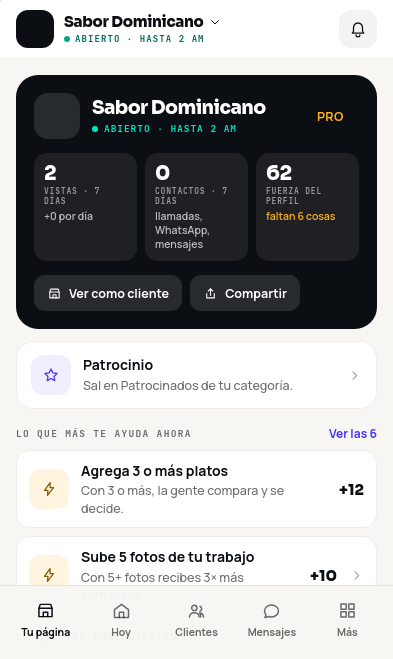 Sabor Dominicano
ABIERTO · HASTA 2 AM
Sabor Dominicano
ABIERTO · HASTA 2 AM
PRO
2
VISTAS · 7
DÍAS
+0 por día
0
CONTACTOS · 7
DÍAS
llamadas,
WhatsApp,
mensajes
62
FUERZA DEL
PERFIL
faltan 6 cosas
Ver como cliente
Compartir
Patrocinio
Sal en Patrocinados de tu categoría.
LO QUE MÁS TE AYUDA AHORA
Ver las 6
Agrega 3 o más platos
Con 3 o más, la gente compara y se
decide.
+12
Sube 5 fotos de tu trabajo
Con 5+ fotos recibes 3× más
contactos.
+10
Tu página
Hoy
Clientes
Mensajes
Más